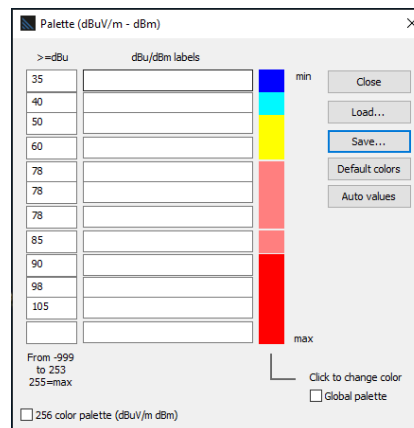 Palette (dBuV/m - dBm)
>=dBu dBu/dBm labels
35 min Close
40
Load...
50
Save...
60
Default colors
78
78 Auto values
78
85
90
98
105
max
From -999
to 253
255=max
Click to change color
Global palette
256 color palette (dBuV/m dBm)